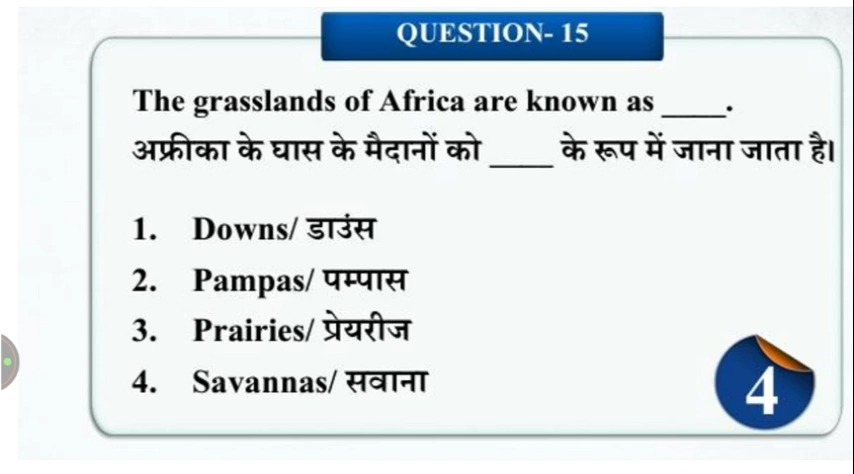 QUESTION- 15
The grasslands of Africa are known as ____.
अफ्रीका के घास के मैदानों को ____ के रूप में जाना जाता है।
1. Downs/ डाउंस
2. Pampas/ पम्पास
3. Prairies/ प्रेयरीज
4. Savannas/ सवाना
4